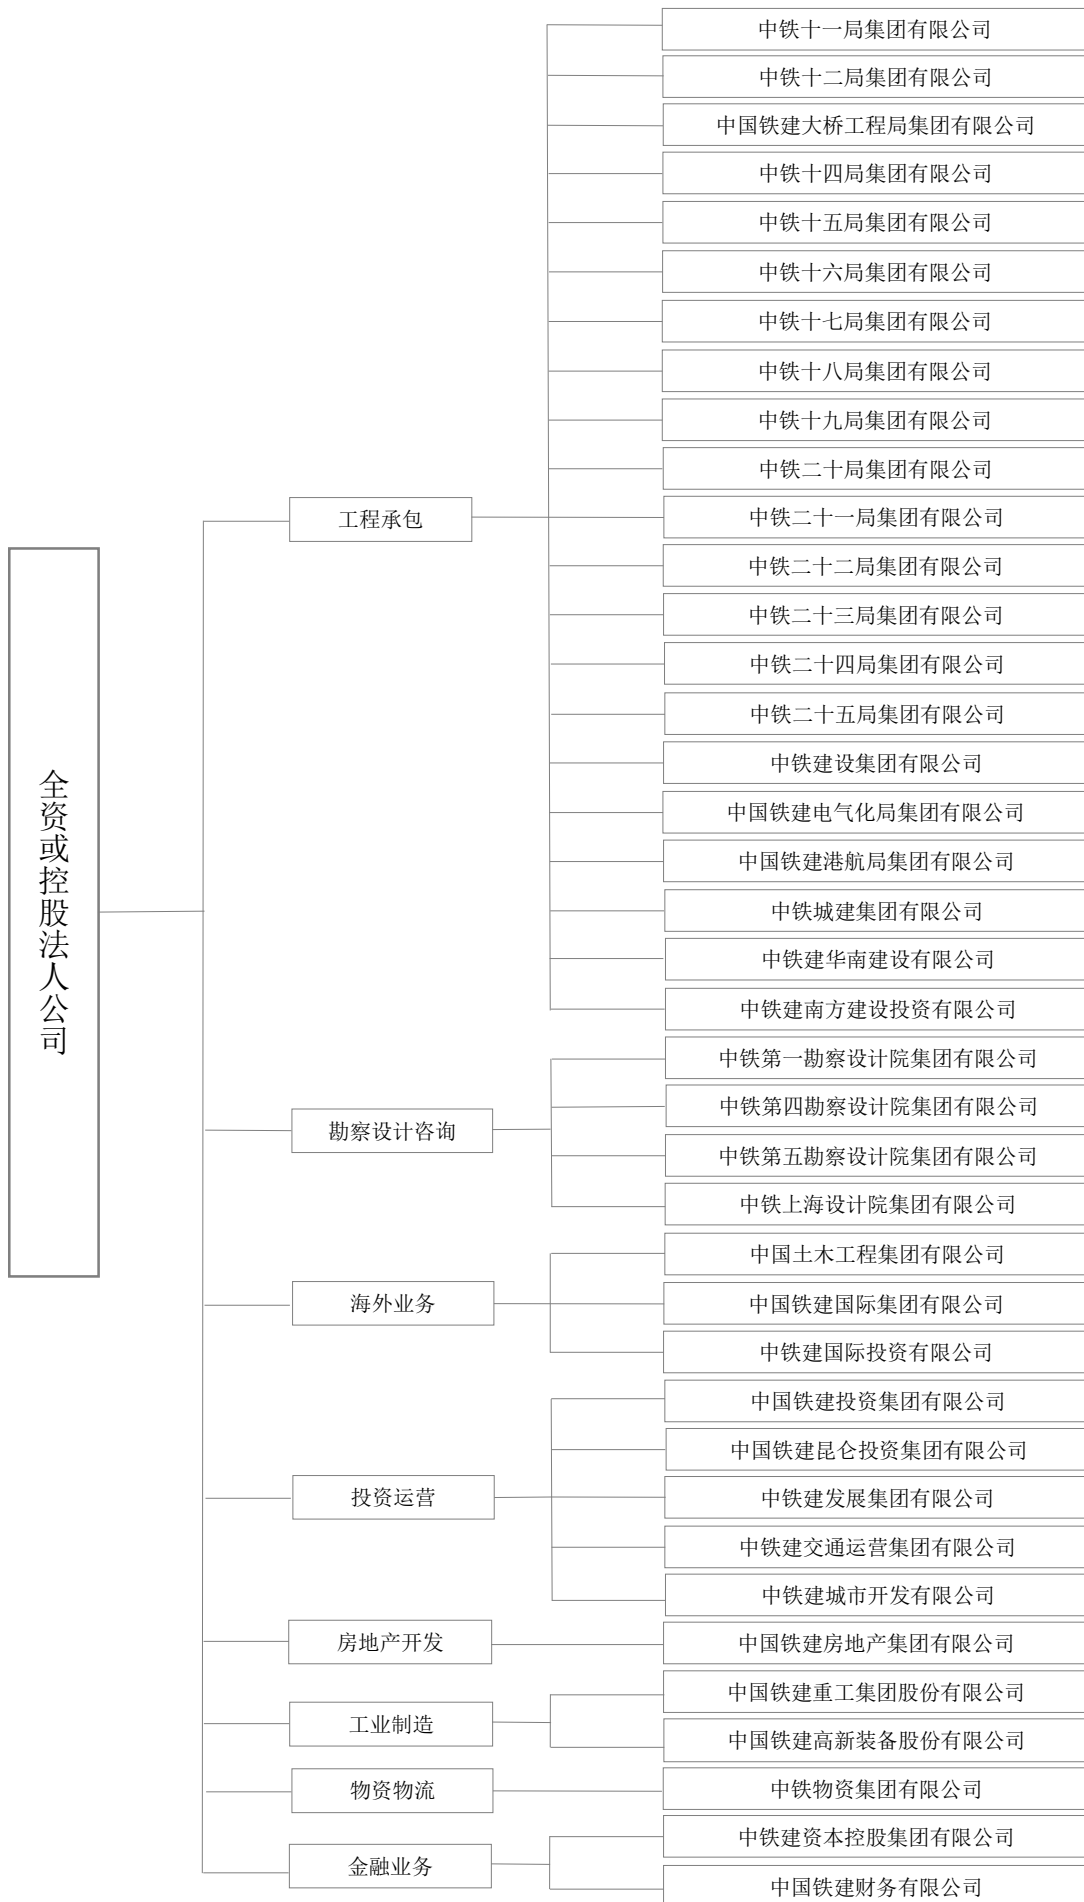 全资或控股法人公司
工程承包
中铁十一局集团有限公司
中铁十二局集团有限公司
中国铁建大桥工程局集团有限公司
中铁十四局集团有限公司
中铁十五局集团有限公司
中铁十六局集团有限公司
中铁十七局集团有限公司
中铁十八局集团有限公司
中铁十九局集团有限公司
中铁二十局集团有限公司
中铁二十一局集团有限公司
中铁二十二局集团有限公司
中铁二十三局集团有限公司
中铁二十四局集团有限公司
中铁二十五局集团有限公司
中铁建设集团有限公司
中国铁建电气化局集团有限公司
中国铁建港航局集团有限公司
中铁城建集团有限公司
中铁建华南建设有限公司
中铁建南方建设投资有限公司
勘察设计咨询
中铁第一勘察设计院集团有限公司
中铁第四勘察设计院集团有限公司
中铁第五勘察设计院集团有限公司
中铁上海设计院集团有限公司
海外业务
中国土木工程集团有限公司
中国铁建国际集团有限公司
中铁建国际投资有限公司
投资运营
中国铁建投资集团有限公司
中国铁建昆仑投资集团有限公司
中铁建发展集团有限公司
中铁建交通运营集团有限公司
中铁建城市开发有限公司
房地产开发
中国铁建房地产集团有限公司
工业制造
中国铁建重工集团股份有限公司
中国铁建高新装备股份有限公司
物资物流
中铁物资集团有限公司
金融业务
中铁建资本控股集团有限公司
中国铁建财务有限公司